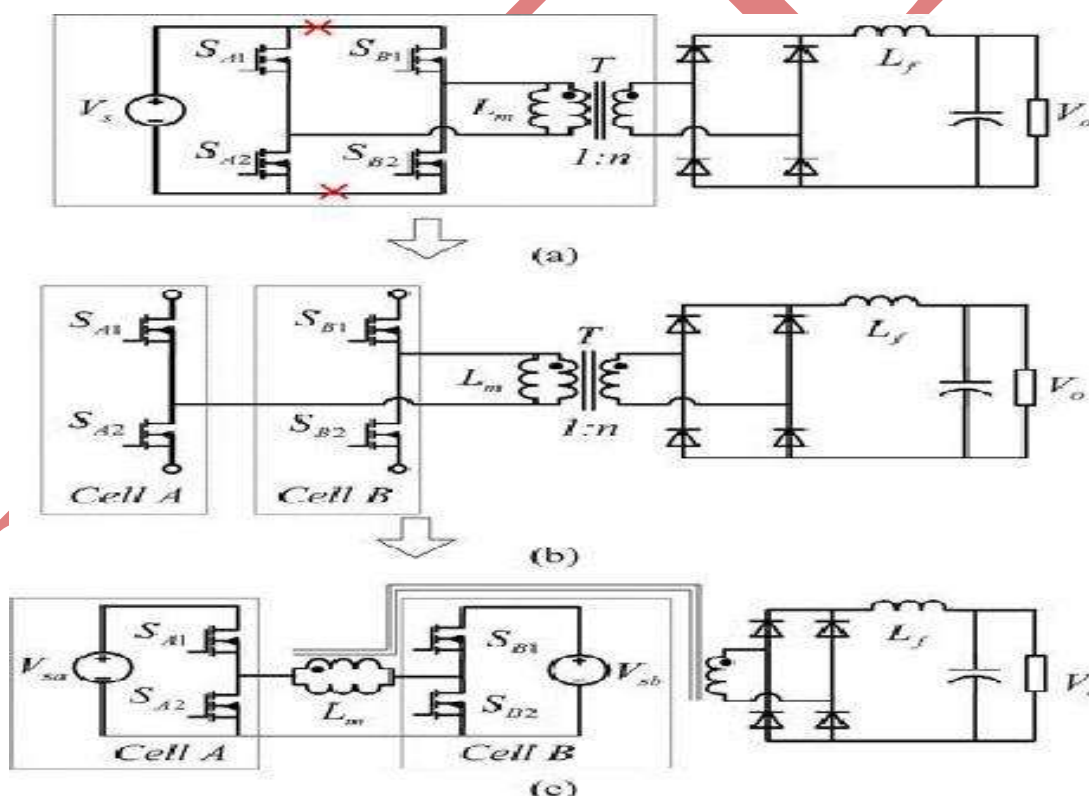 S_A1
S_B1
T
L_f
V_s
L_m
S_A2
S_B2
1:n
V_o
(a)
S_A1
S_B1
T
L_f
L_m
V_o
S_A2
S_B2
1:n
Cell A
Cell B
(b)
S_A1
S_B1
L_f
V_sa
V_sb
S_A2
L_m
S_B2
Cell A
Cell B
(c)